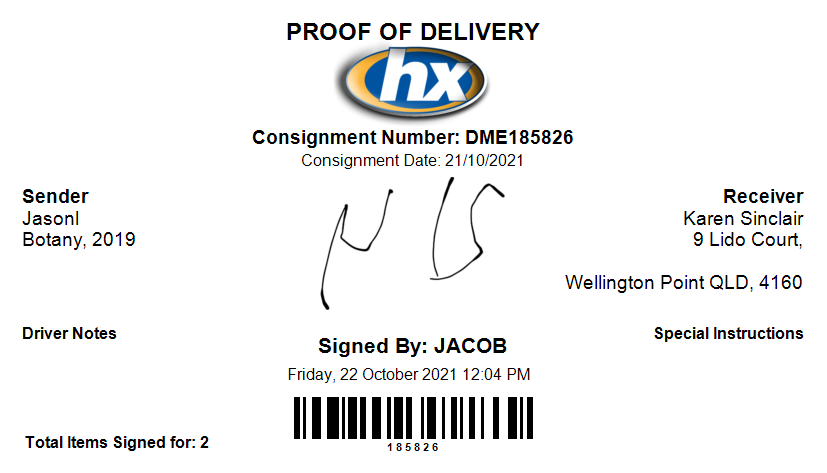 PROOF OF DELIVERY
hx
Consignment Number: DME185826
Consignment Date: 21/10/2021
Sender
JasonI
Botany, 2019
Receiver
Karen Sinclair
9 Lido Court,
Wellington Point QLD, 4160
Driver Notes
Special Instructions
Signed By: JACOB
Friday, 22 October 2021 12:04 PM
185826
Total Items Signed for: 2